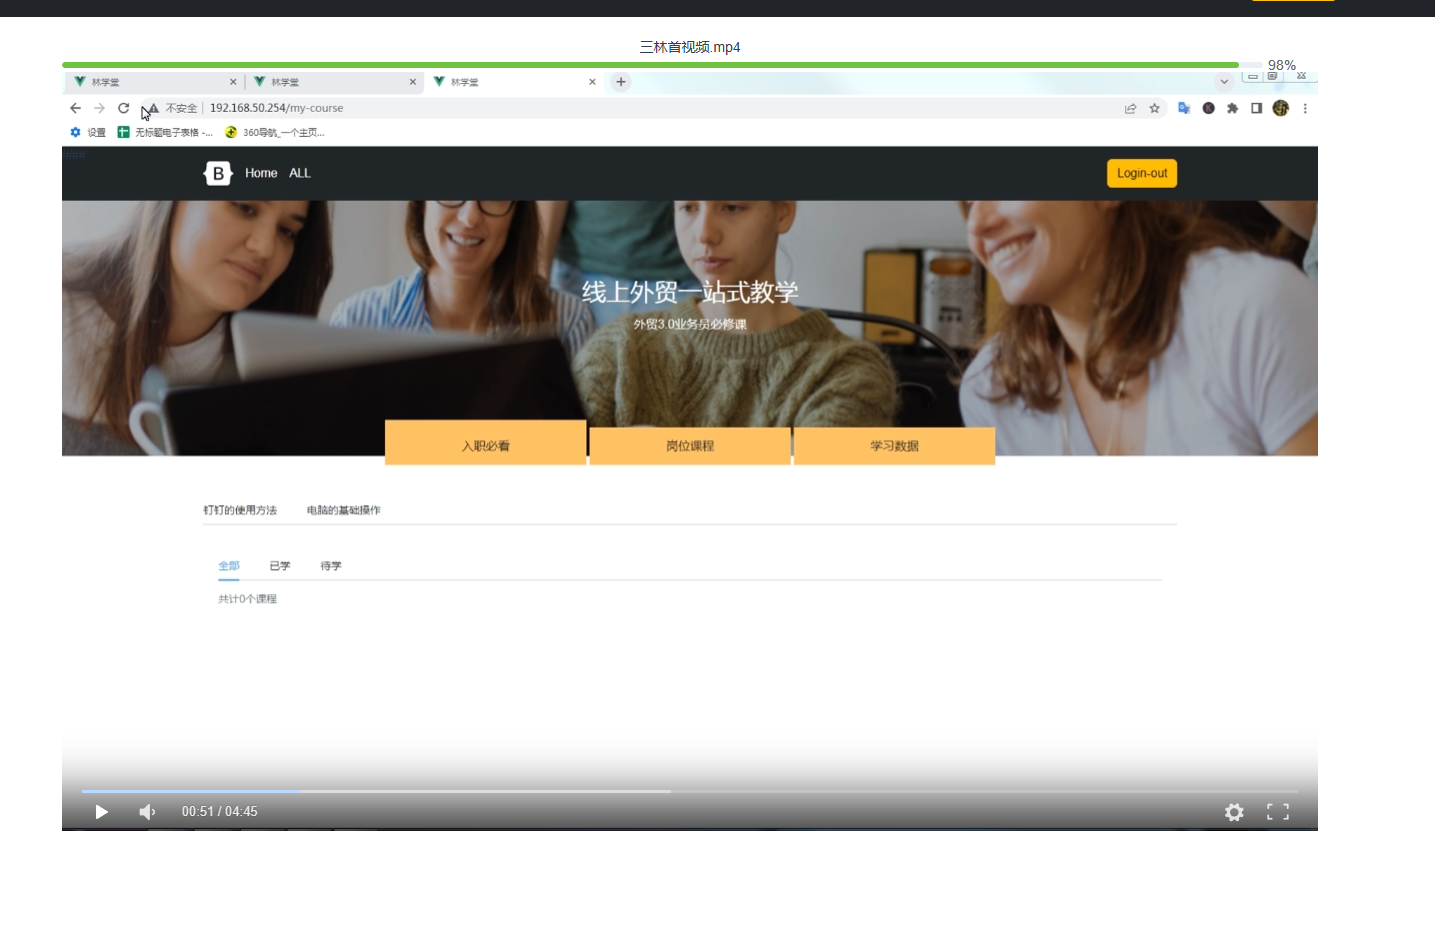 三林首视频.mp4
98%
林学堂 林学堂 林学堂
不安全 192.168.50.254/my-course
设置 无标题电子表格 -... 360导航_一个主页...
B Home ALL Login-out
线上外贸一站式教学
外贸3.0业务员必修课
入职必看 岗位课程 学习数据
钉钉的使用方法 电脑的基础操作
全部 已学 待学
共计0个课程
00:51 / 04:45